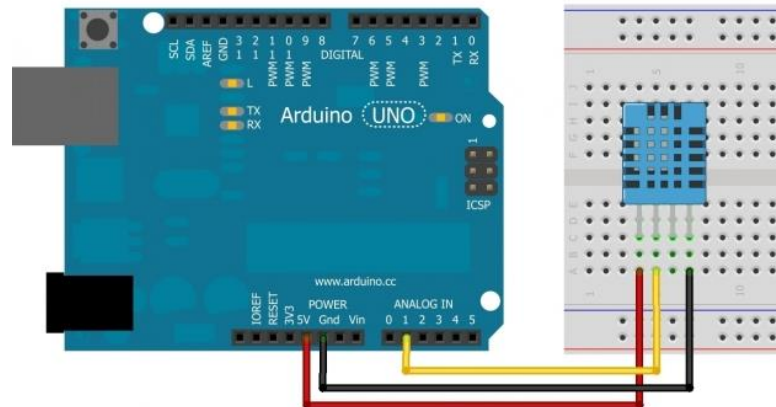 SCL
SDA
AREF
GND
13
12
PWM 11
PWM 10
PWM 9
8
DIGITAL
7
PWM 6
PWM 5
4
PWM 3
2
TX 1
RX 0
L
TX
RX
Arduino UNO
ON
1
ICSP
www.arduino.cc
POWER
ANALOG IN
IOREF
RESET
3V3
5V
Gnd
Vin
0 1 2 3 4 5
1 5 10
J
I
H
G
F
E
D
C
B
A
1 10